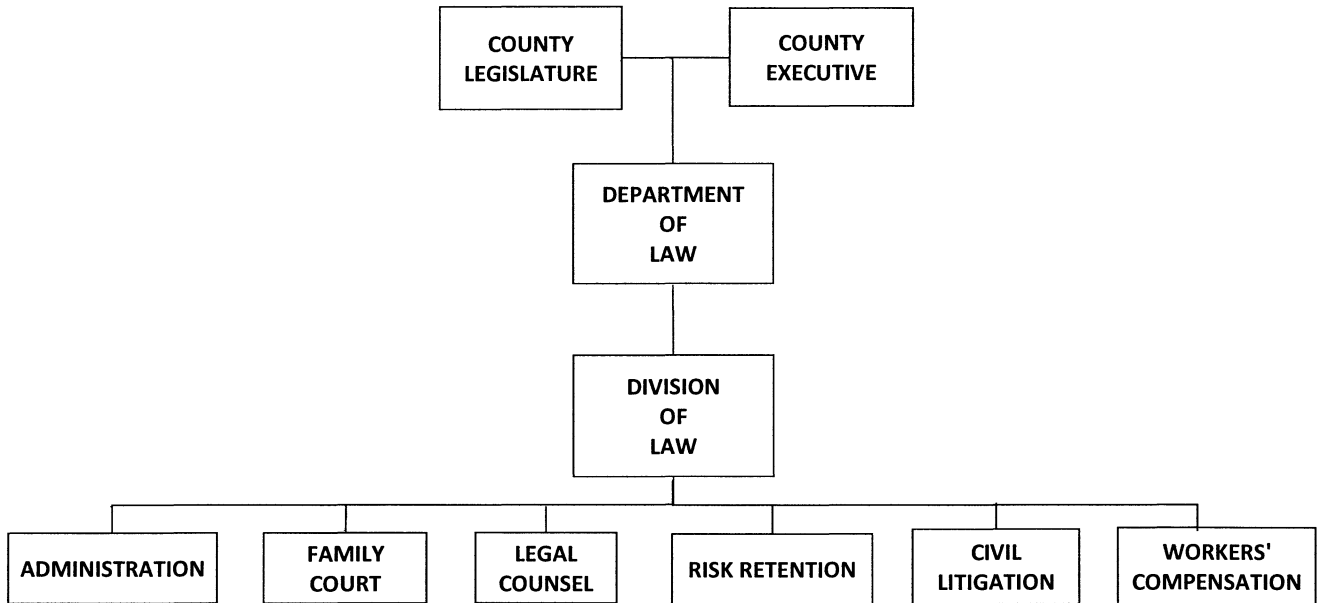 COUNTY
LEGISLATURE
COUNTY
EXECUTIVE
DEPARTMENT
OF
LAW
DIVISION
OF
LAW
ADMINISTRATION
FAMILY
COURT
LEGAL
COUNSEL
RISK RETENTION
CIVIL
LITIGATION
WORKERS'
COMPENSATION